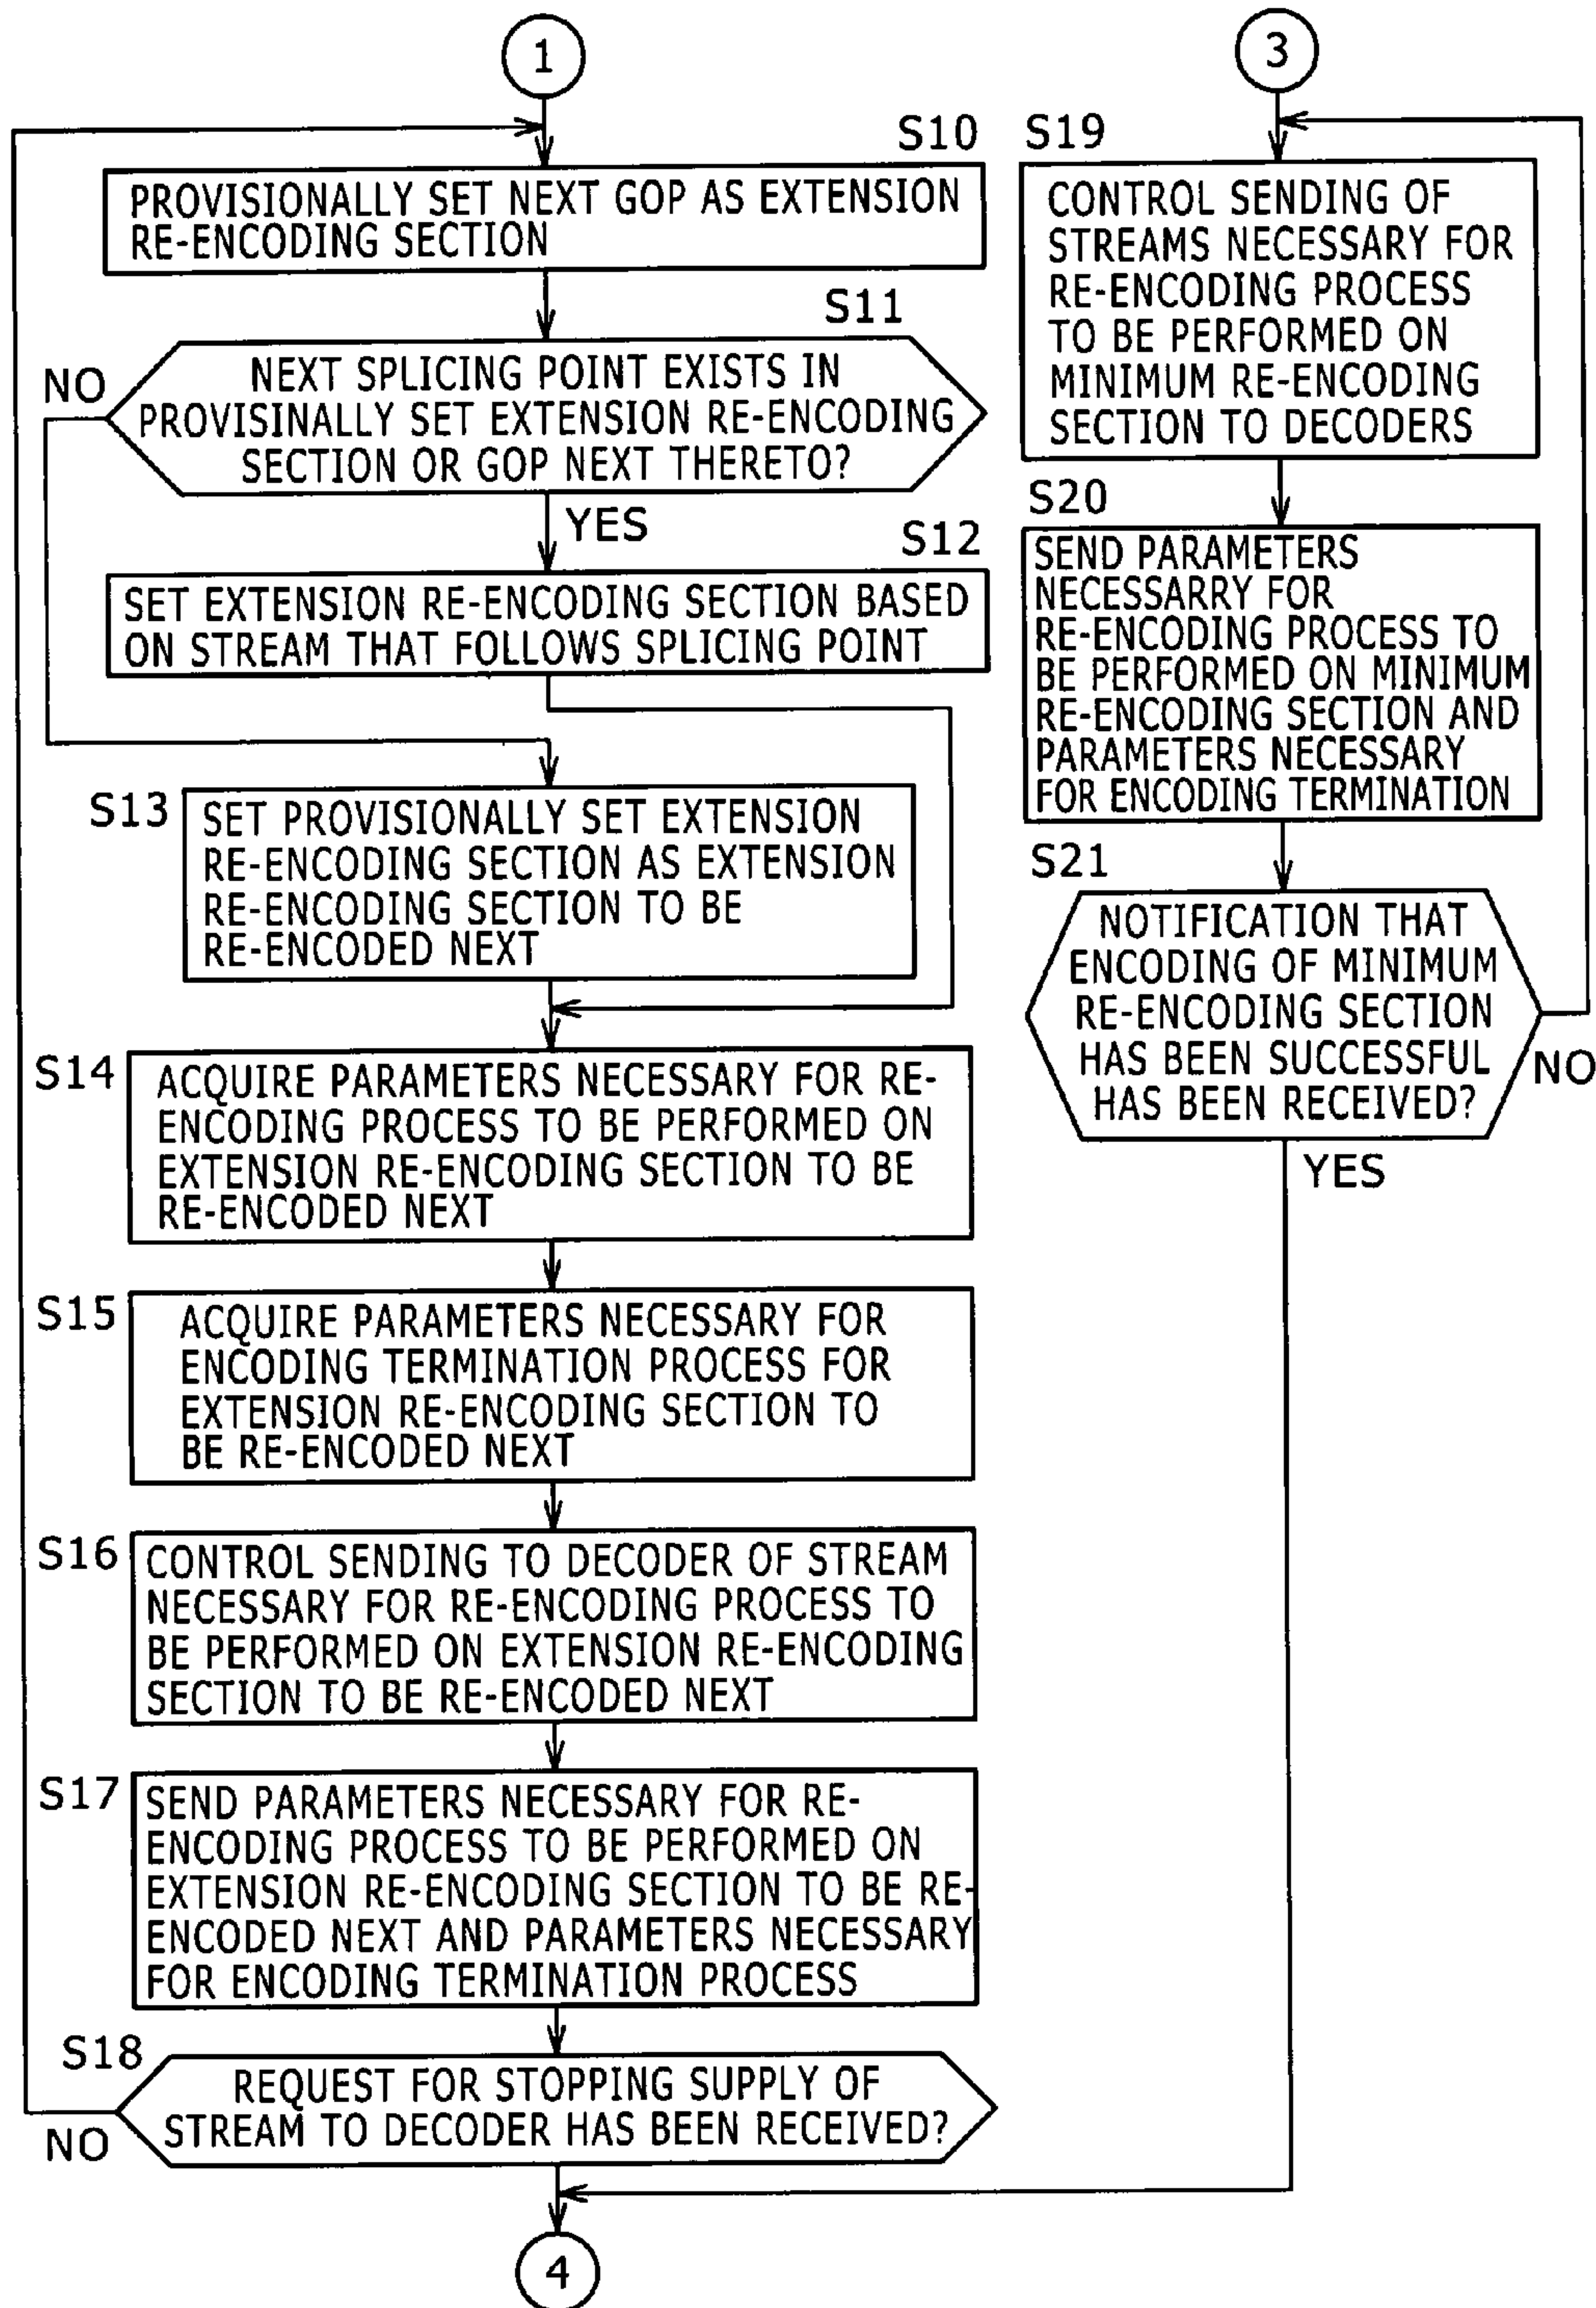 1
S10
PROVISIONALLY SET NEXT GOP AS EXTENSION
RE-ENCODING SECTION
S11
NEXT SPLICING POINT EXISTS IN
PROVISINALLY SET EXTENSION RE-ENCODING
SECTION OR GOP NEXT THERETO?
NO
YES
S12
SET EXTENSION RE-ENCODING SECTION BASED
ON STREAM THAT FOLLOWS SPLICING POINT
S13
SET PROVISIONALLY SET EXTENSION
RE-ENCODING SECTION AS EXTENSION
RE-ENCODING SECTION TO BE
RE-ENCODED NEXT
S14
ACQUIRE PARAMETERS NECESSARY FOR RE-
ENCODING PROCESS TO BE PERFORMED ON
EXTENSION RE-ENCODING SECTION TO BE
RE-ENCODED NEXT
S15
ACQUIRE PARAMETERS NECESSARY FOR
ENCODING TERMINATION PROCESS FOR
EXTENSION RE-ENCODING SECTION TO
BE RE-ENCODED NEXT
S16
CONTROL SENDING TO DECODER OF STREAM
NECESSARY FOR RE-ENCODING PROCESS TO
BE PERFORMED ON EXTENSION RE-ENCODING
SECTION TO BE RE-ENCODED NEXT
S17
SEND PARAMETERS NECESSARY FOR RE-
ENCODING PROCESS TO BE PERFORMED ON
EXTENSION RE-ENCODING SECTION TO BE RE-
ENCODED NEXT AND PARAMETERS NECESSARY
FOR ENCODING TERMINATION PROCESS
S18
REQUEST FOR STOPPING SUPPLY OF
STREAM TO DECODER HAS BEEN RECEIVED?
NO
4
3
S19
CONTROL SENDING OF
STREAMS NECESSARY FOR
RE-ENCODING PROCESS
TO BE PERFORMED ON
MINIMUM RE-ENCODING
SECTION TO DECODERS
S20
SEND PARAMETERS
NECESSARRY FOR
RE-ENCODING PROCESS TO
BE PERFORMED ON MINIMUM
RE-ENCODING SECTION AND
PARAMETERS NECESSARY
FOR ENCODING TERMINATION
S21
NOTIFICATION THAT
ENCODING OF MINIMUM
RE-ENCODING SECTION
HAS BEEN SUCCESSFUL
HAS BEEN RECEIVED?
NO
YES